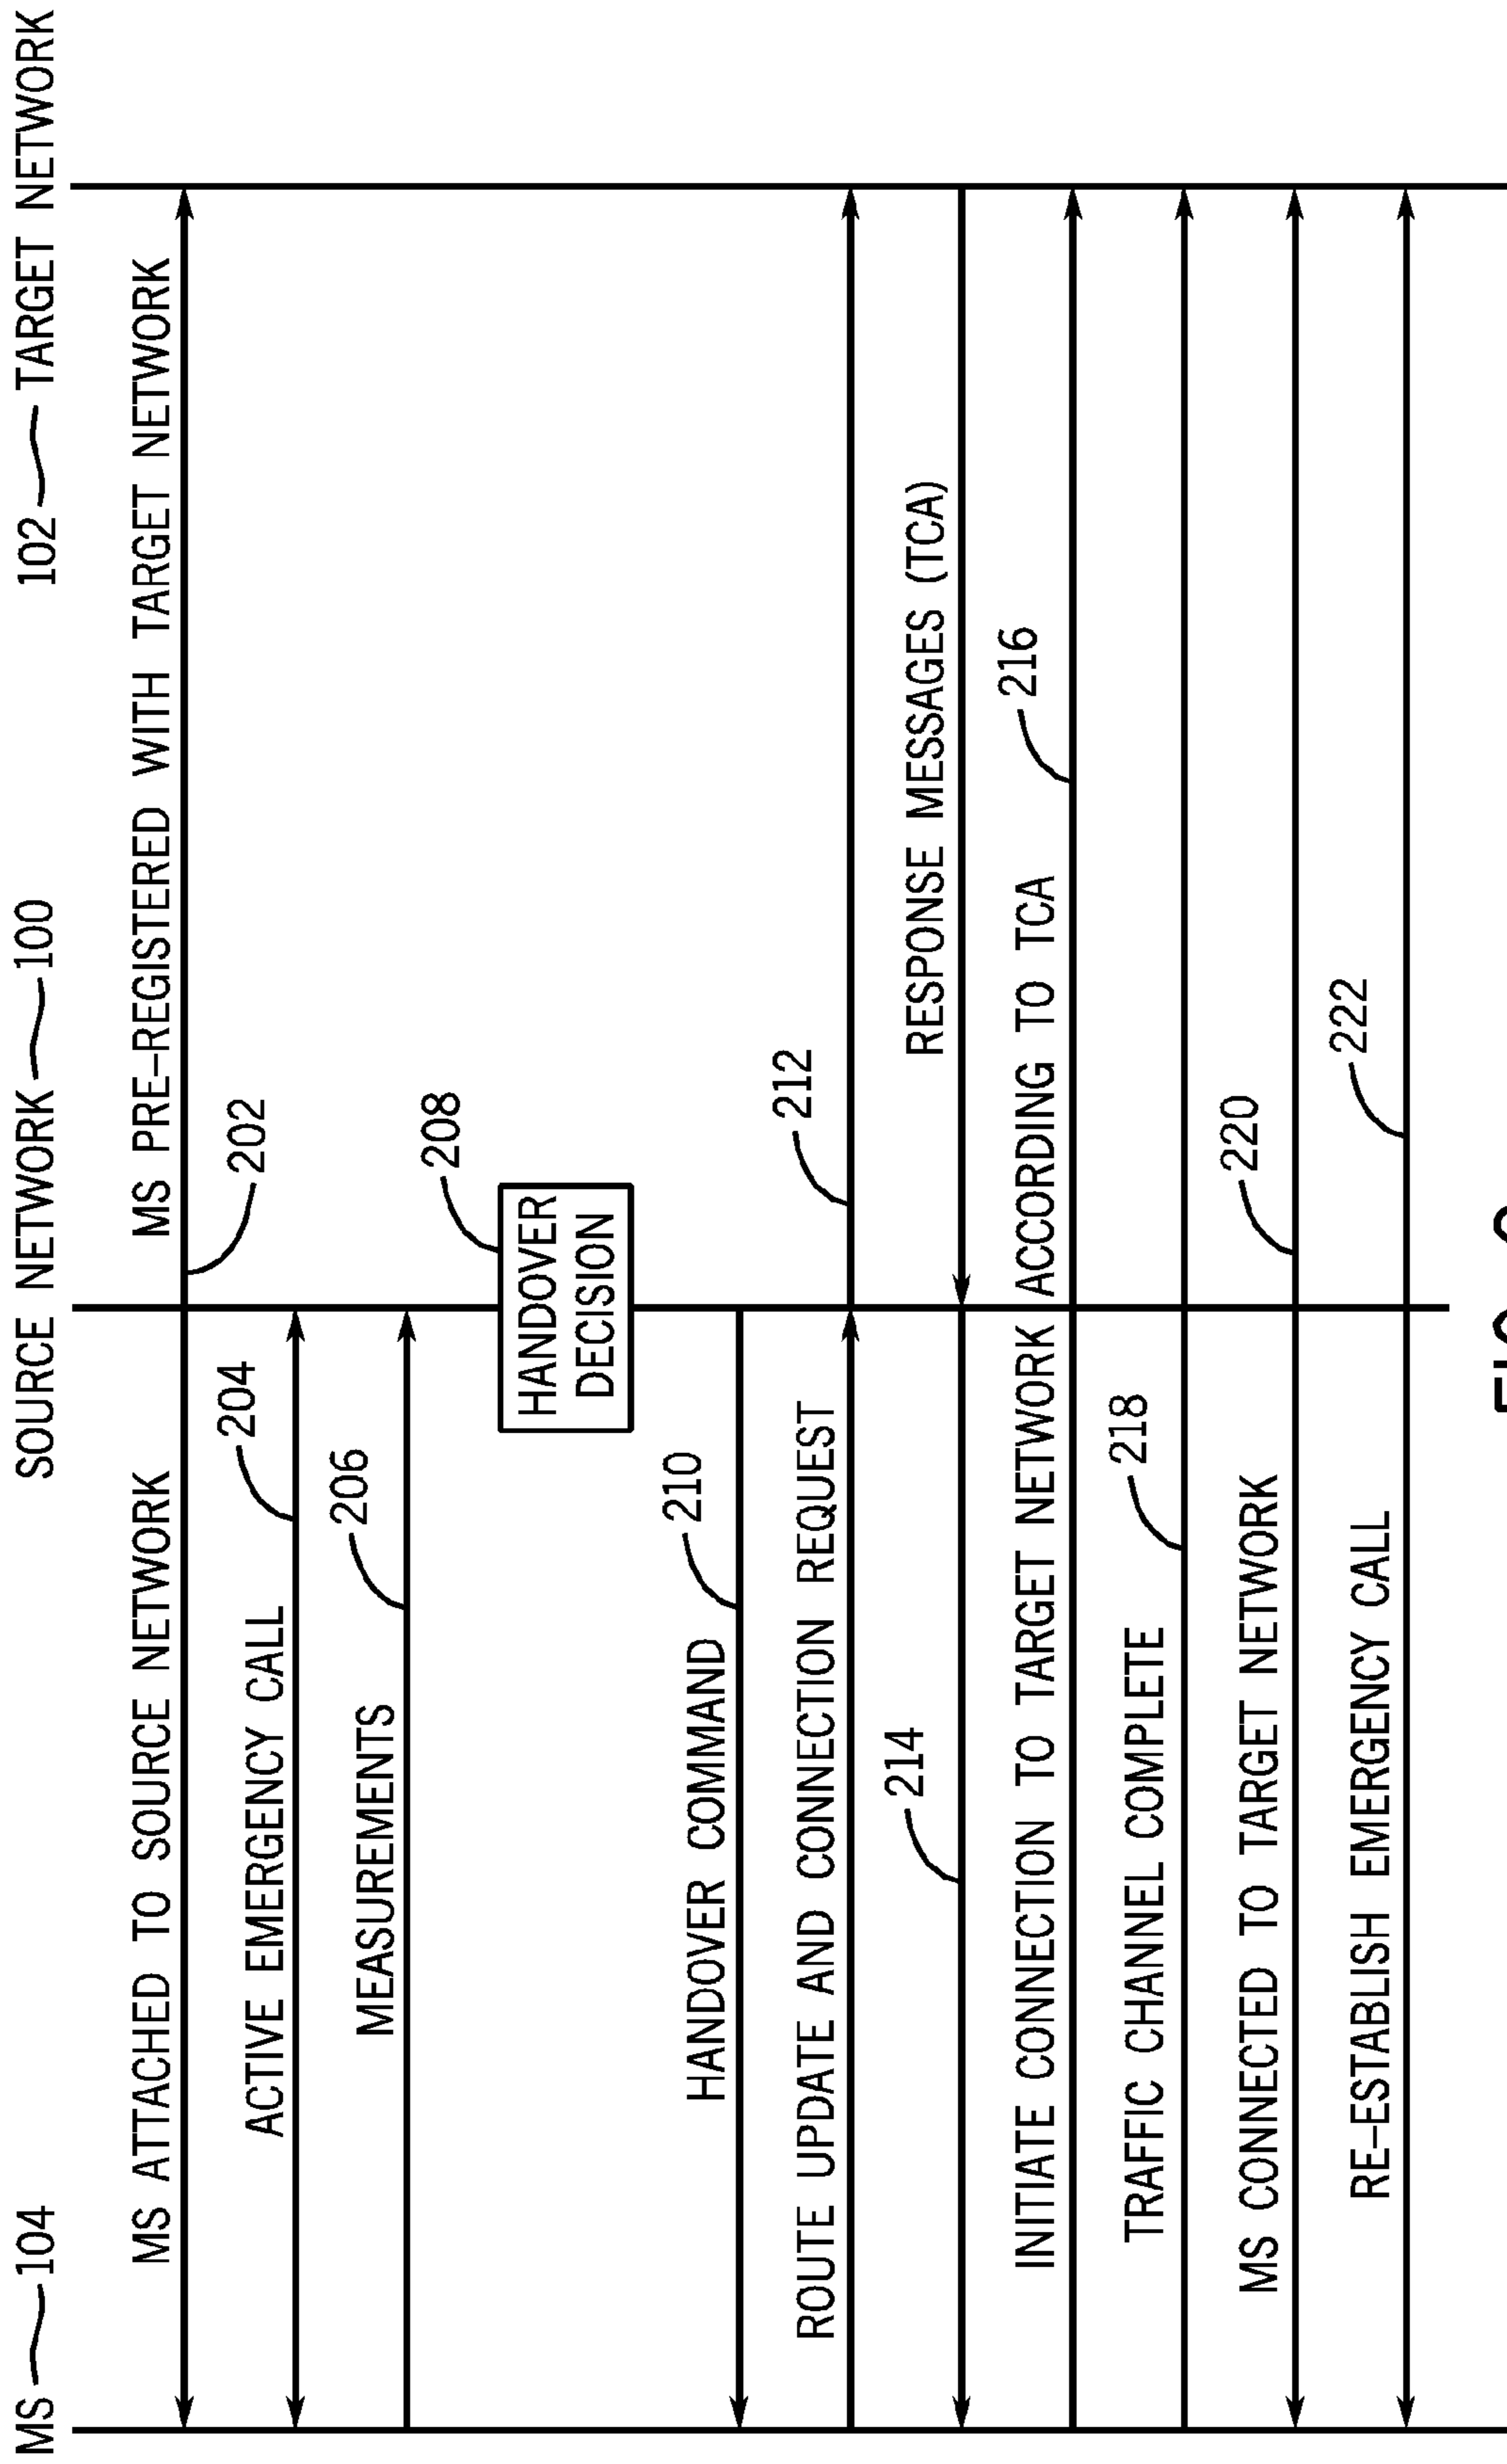 MS 104
SOURCE NETWORK 100
102 TARGET NETWORK
MS ATTACHED TO SOURCE NETWORK
MS PRE-REGISTERED WITH TARGET NETWORK
202
204
ACTIVE EMERGENCY CALL
206
MEASUREMENTS
208
HANDOVER
DECISION
210
HANDOVER COMMAND
212
ROUTE UPDATE AND CONNECTION REQUEST
214
RESPONSE MESSAGES (TCA)
216
INITIATE CONNECTION TO TARGET NETWORK ACCORDING TO TCA
218
TRAFFIC CHANNEL COMPLETE
220
MS CONNECTED TO TARGET NETWORK
222
RE-ESTABLISH EMERGENCY CALL